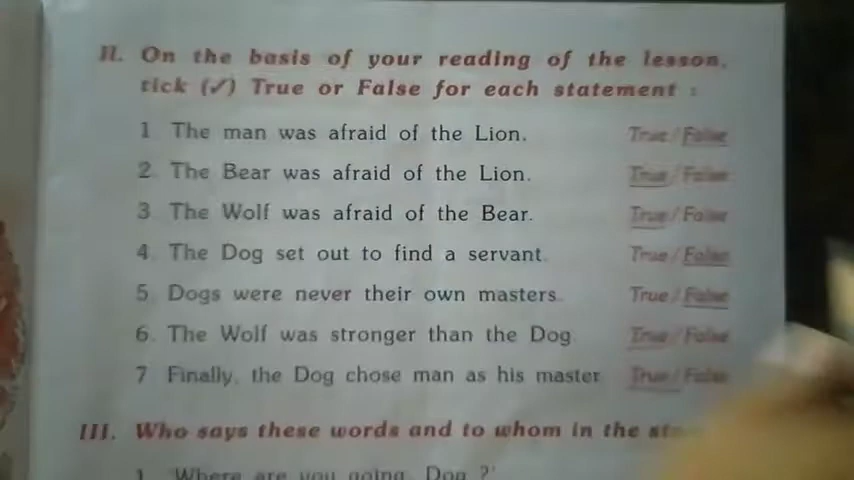 II. On the basis of your reading of the lesson,
tick (✓) True or False for each statement :
1 The man was afraid of the Lion. True / False
2. The Bear was afraid of the Lion. True / False
3 The Wolf was afraid of the Bear. True / False
4. The Dog set out to find a servant. True / False
5. Dogs were never their own masters. True / False
6. The Wolf was stronger than the Dog True / False
7 Finally, the Dog chose man as his master True / False
III. Who says these words and to whom in the
1 'Where are you going, Dog ?'